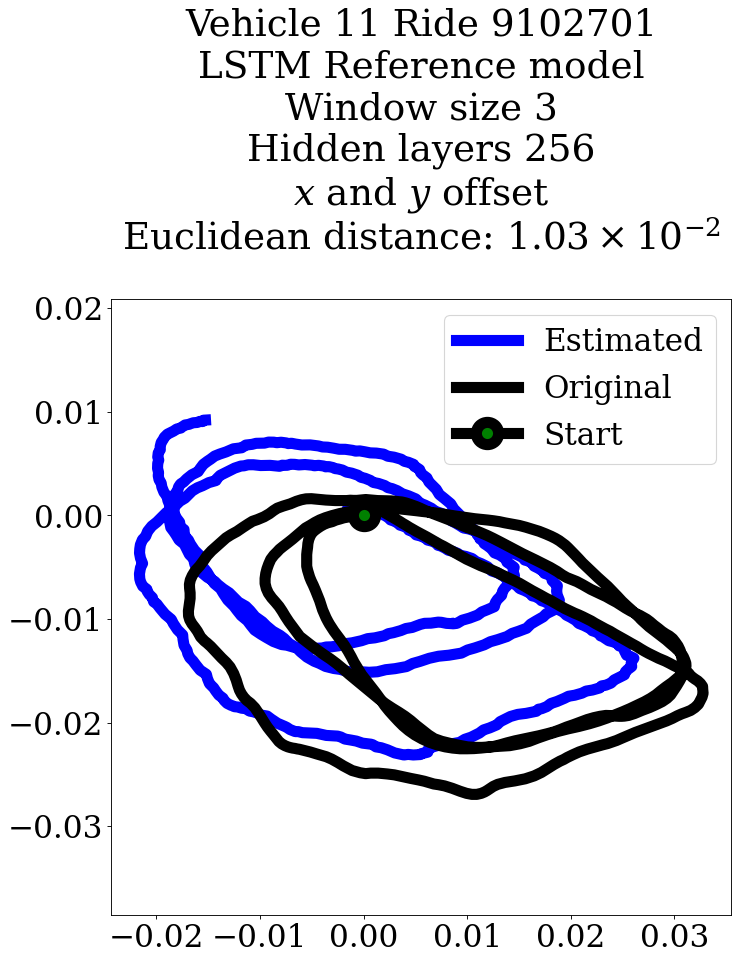 Vehicle 11 Ride 9102701
LSTM Reference model
Window size 3
Hidden layers 256
x and y offset
Euclidean distance: 1.03 × 10⁻²
0.02
0.01
0.00
−0.01
−0.02
−0.03
Estimated
Original
Start
−0.02 −0.01 0.00 0.01 0.02 0.03